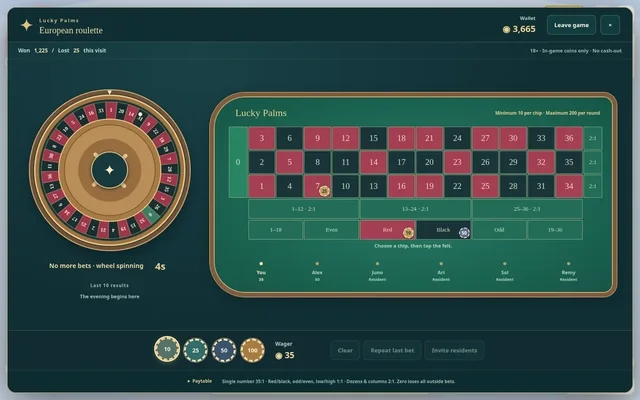 Lucky Palms
European roulette
Wallet
3,665
Leave game
×
Won 1,225 / Lost 25 this visit
18+ · In-game coins only · No cash-out
Lucky Palms
Minimum 10 per chip · Maximum 200 per round
3 6 9 12 15 18 21 24 27 30 33 36 2:1
0
2 5 8 11 14 17 20 23 26 29 32 35 2:1
1 4 7 10 13 16 19 22 25 28 31 34 2:1
1–12 · 2:1 13–24 · 2:1 25–36 · 2:1
1–18 Even Red Black Odd 19–36
Choose a chip, then tap the felt.
No more bets · wheel spinning 4s
You Alex Juno Ari Sol Remy
35 50 Resident Resident Resident Resident
Last 10 results
The evening begins here
10 25 50 100
Wager
35
Clear Repeat last bet Invite residents
Paytable Single number 35:1 · Red/black, odd/even, low/high 1:1 · Dozens & columns 2:1. Zero loses all outside bets.